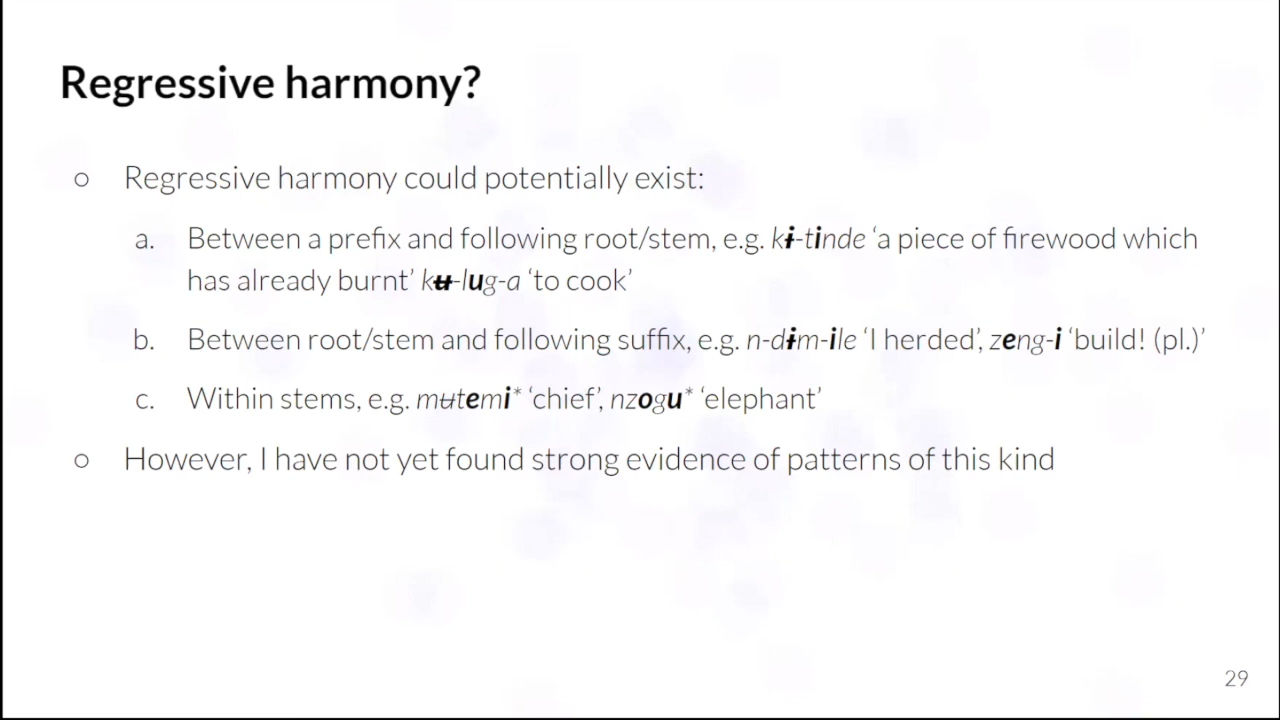 Regressive harmony?
○ Regressive harmony could potentially exist:
a. Between a prefix and following root/stem, e.g. kɨ-tinde ‘a piece of firewood which
has already burnt’ kʉ-lug-a ‘to cook’
b. Between root/stem and following suffix, e.g. n-dɨm-ile ‘I herded’, zeng-i ‘build! (pl.)’
c. Within stems, e.g. mʉtemi* ‘chief’, nzogu* ‘elephant’
○ However, I have not yet found strong evidence of patterns of this kind
29